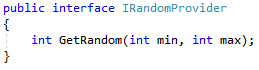 public interface IRandomProvider
{
    int GetRandom(int min, int max);
}